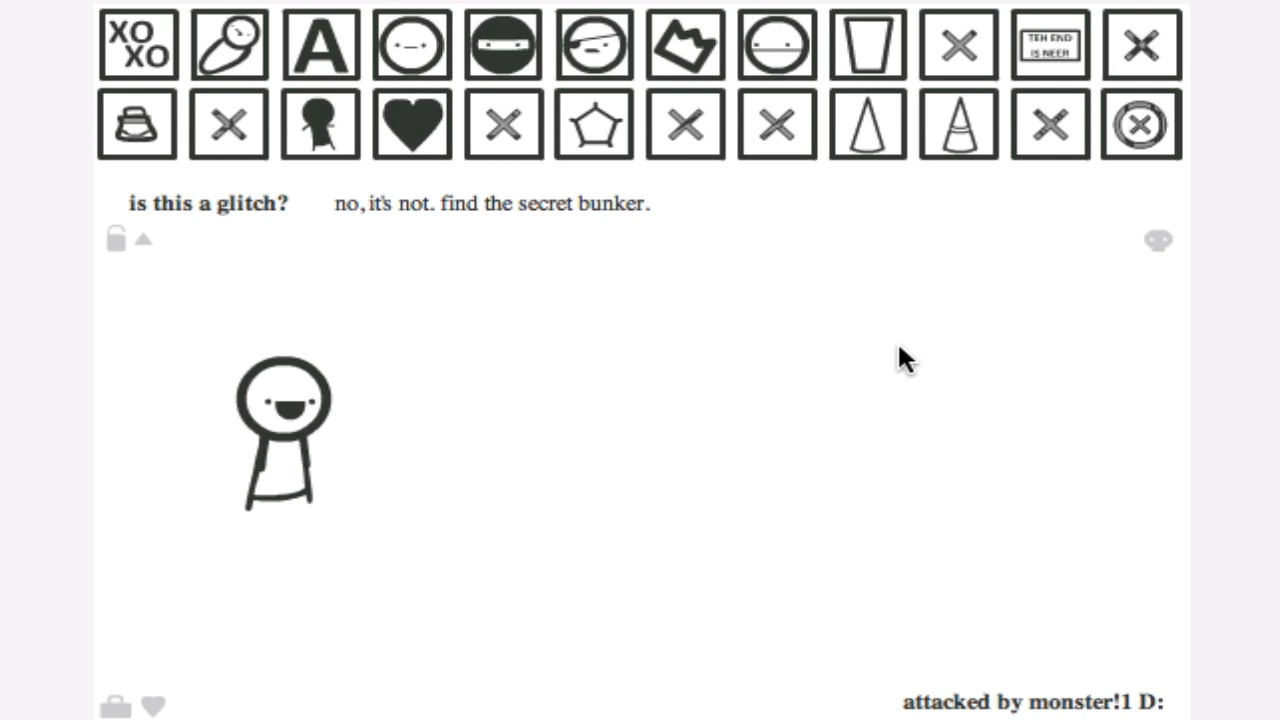 XO
XO
A
TEH END
IS NEER
is this a glitch? no, it's not. find the secret bunker.
attacked by monster!1 D: